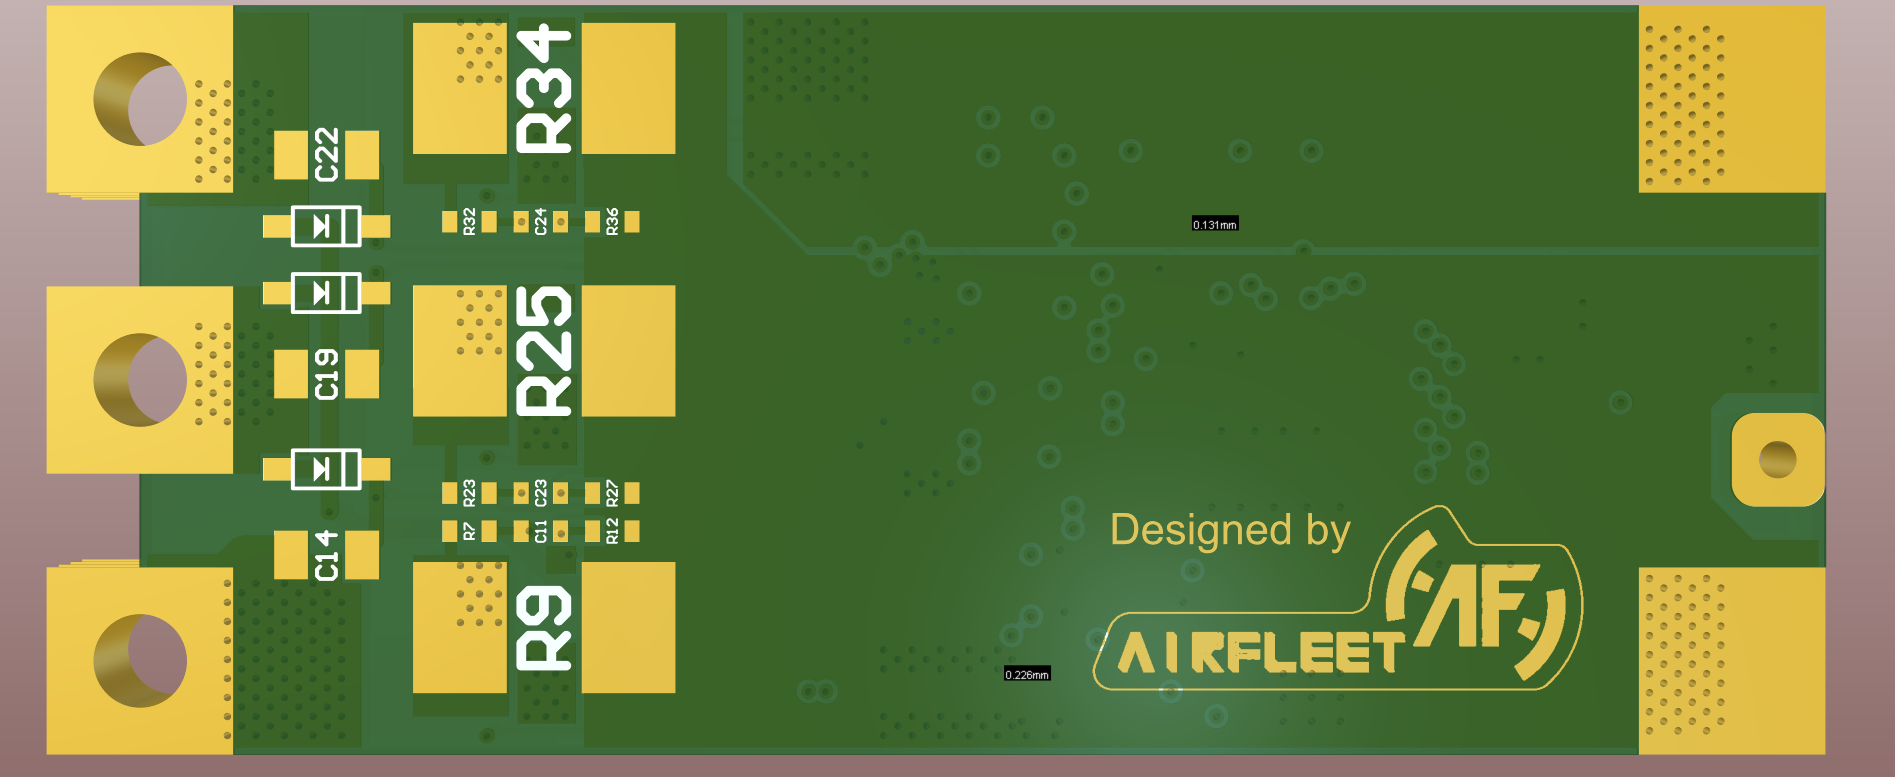 R34
C22
R32
C24
R36
0.131mm
R25
C19
R23
C23
R27
R7
C11
R12
C14
Designed by
AF
AIRFLEET
R9
0.226mm